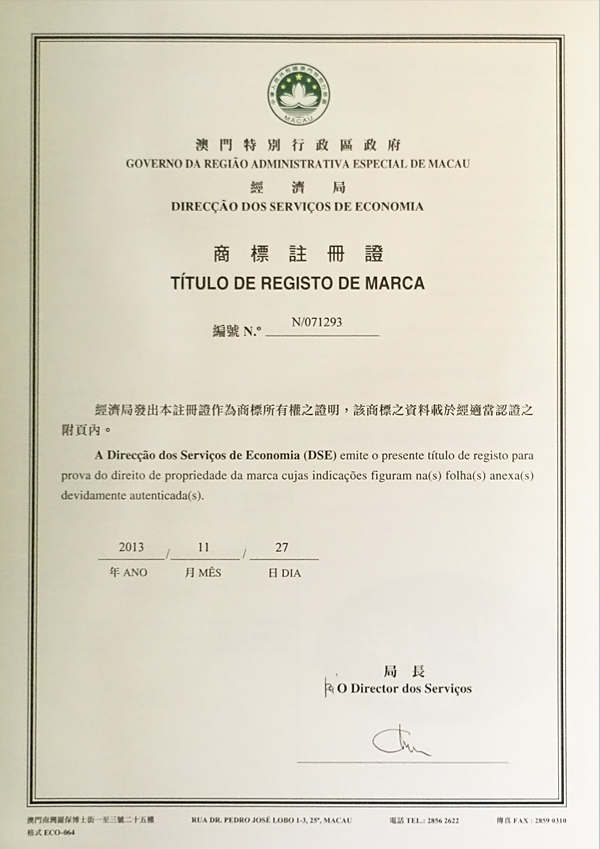 MACAU
澳門特別行政區政府
GOVERNO DA REGIÃO ADMINISTRATIVA ESPECIAL DE MACAU
經濟局
DIRECÇÃO DOS SERVIÇOS DE ECONOMIA
商標註冊證
TÍTULO DE REGISTO DE MARCA
編號 N.º N/071293
經濟局發出本註冊證作為商標所有權之證明，該商標之資料載於經適當認證之
附頁內。
A Direcção dos Serviços de Economia (DSE) emite o presente título de registo para
prova do direito de propriedade da marca cujas indicações figuram na(s) folha(s) anexa(s)
devidamente autenticada(s).
2013 / 11 / 27
年 ANO 月 MÊS 日 DIA
局長
O Director dos Serviços
澳門南灣羅保博士街一至三號二十五樓 RUA DR. PEDRO JOSÉ LOBO 1-3, 25º, MACAU 電話 TEL.: 2856 2622 傳真 FAX : 2859 0310
格式 ECO-064